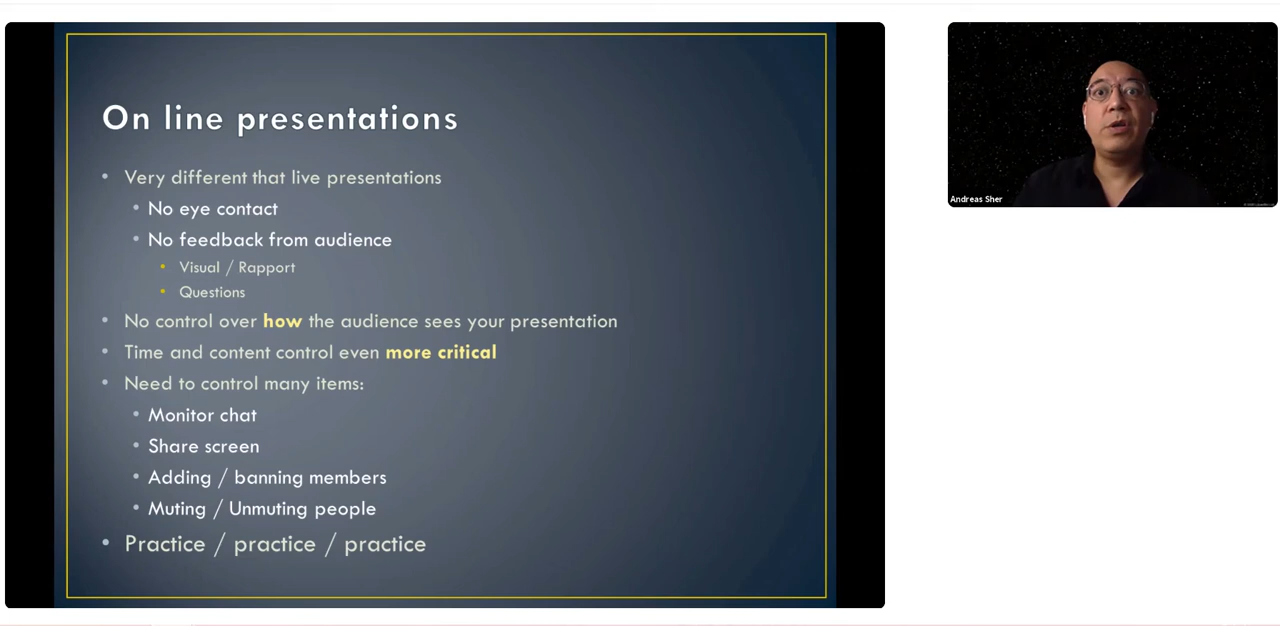 On line presentations
• Very different that live presentations
• No eye contact
• No feedback from audience
• Visual / Rapport
• Questions
• No control over how the audience sees your presentation
• Time and content control even more critical
• Need to control many items:
• Monitor chat
• Share screen
• Adding / banning members
• Muting / Unmuting people
• Practice / practice / practice
Andreas Sher